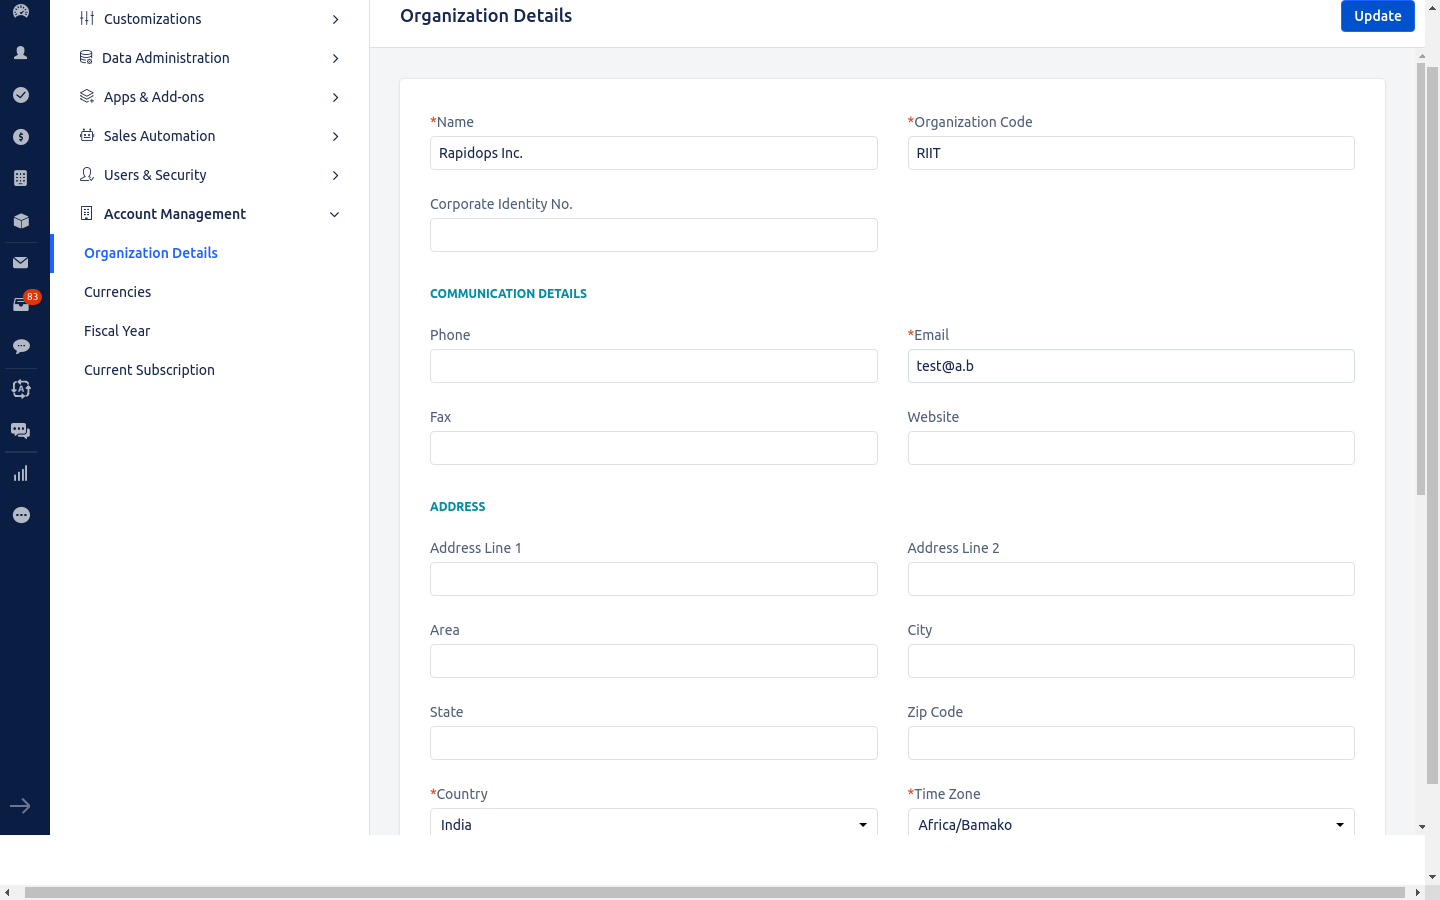 Organization Details
Update
Customizations
Data Administration
Apps & Add-ons
Sales Automation
Users & Security
Account Management
Organization Details
Currencies
Fiscal Year
Current Subscription
83
*Name
*Organization Code
Rapidops Inc.
RIIT
Corporate Identity No.
COMMUNICATION DETAILS
Phone
*Email
test@a.b
Fax
Website
ADDRESS
Address Line 1
Address Line 2
Area
City
State
Zip Code
*Country
*Time Zone
India
Africa/Bamako